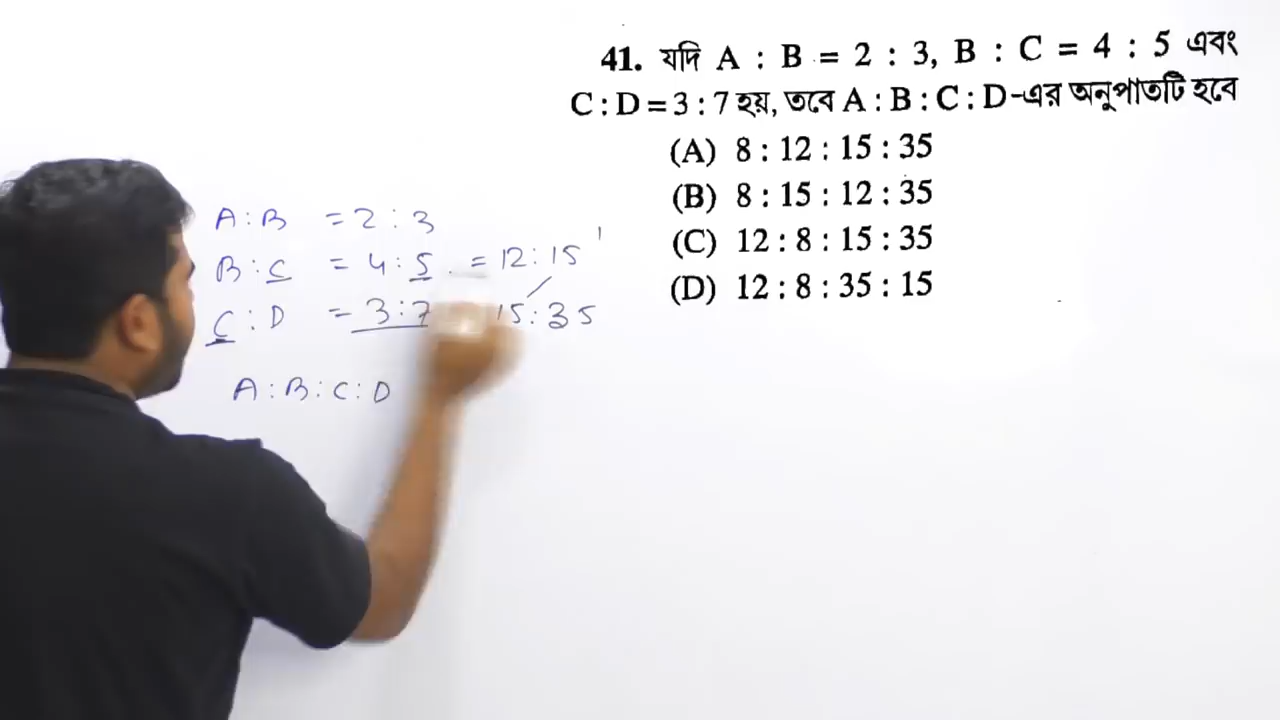 41. যদি A : B = 2 : 3, B : C = 4 : 5 এবং
C : D = 3 : 7 হয়, তবে A : B : C : D-এর অনুপাতটি হবে
(A) 8 : 12 : 15 : 35
(B) 8 : 15 : 12 : 35
(C) 12 : 8 : 15 : 35
(D) 12 : 8 : 35 : 15
A : B = 2 : 3
B : C = 4 : 5 = 12 : 15
C : D = 3 : 7 15 : 35
A : B : C : D